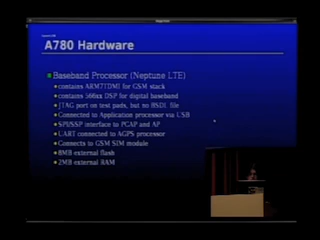 A780 Hardware
Baseband Processor (Neptune LTE)
contains ARM7TDMI for GSM stack
contains 566xx DSP for digital baseband
JTAG port on test pads, but no BSDL file
Connected to Application processor via USB
SPI/SSP interface to PCAP and AP
UART connected to AGPS processor
Connects to GSM SIM module
8MB external flash
2MB external RAM